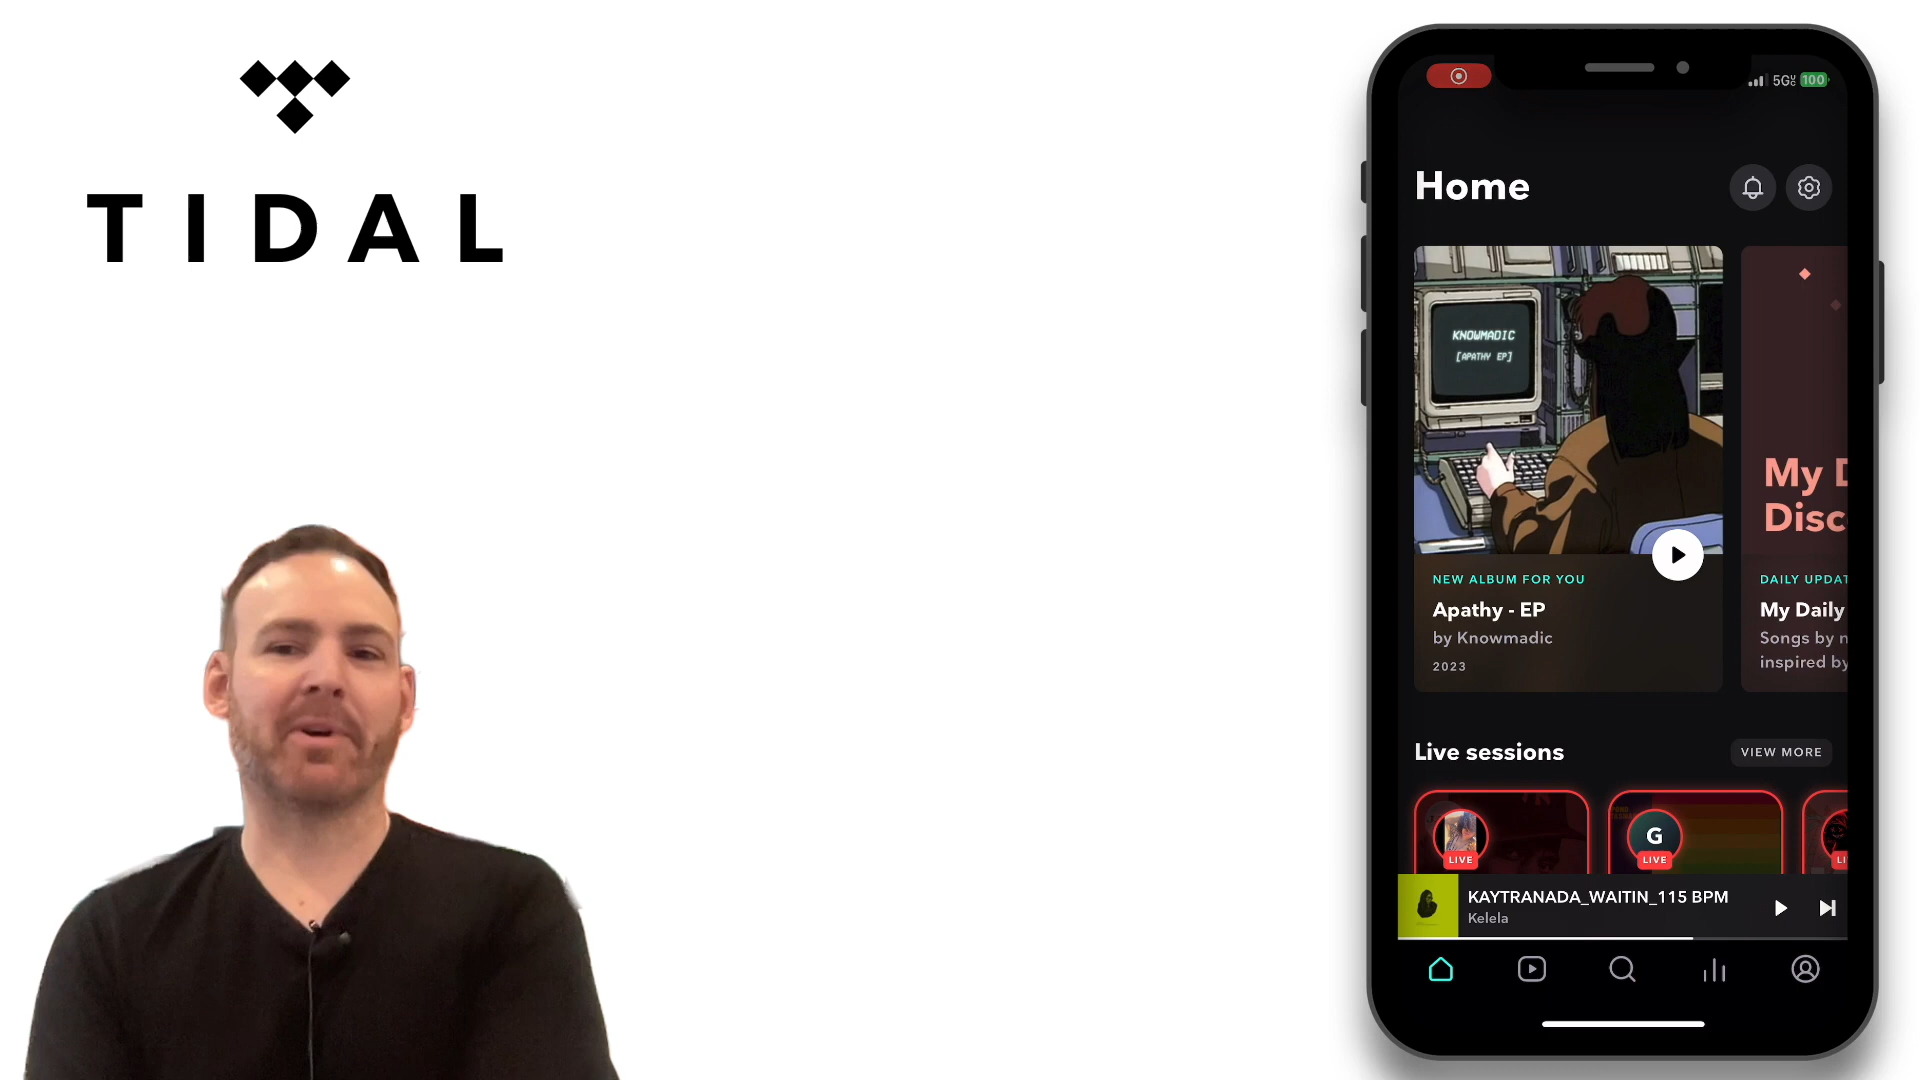 TIDAL
5G
100
Home
KNOWMADIC
[APATHY EP]
My D
Disc
NEW ALBUM FOR YOU
Apathy - EP
by Knowmadic
2023
DAILY UPDAT
My Daily
Songs by n
inspired by
Live sessions
VIEW MORE
G
LIVE
LIVE
LI
KAYTRANADA_WAITIN_115 BPM
Kelela